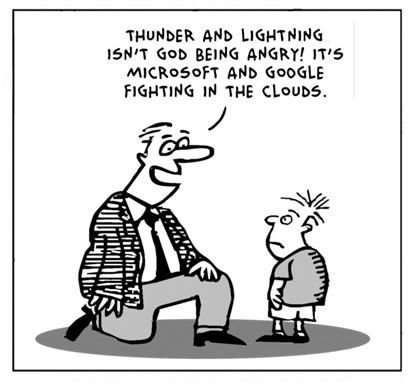 THUNDER AND LIGHTNING
ISN'T GOD BEING ANGRY! IT'S
MICROSOFT AND GOOGLE
FIGHTING IN THE CLOUDS.